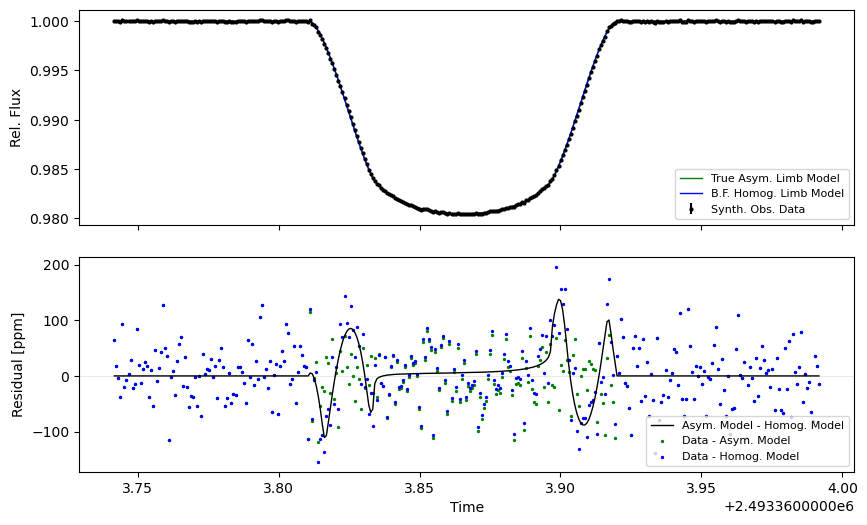 1.000
0.995
0.990
0.985
0.980
Rel. Flux
True Asym. Limb Model
B.F. Homog. Limb Model
Synth. Obs. Data
200
100
0
−100
Residual [ppm]
Asym. Model - Homog. Model
Data - Asym. Model
Data - Homog. Model
3.75
3.80
3.85
3.90
3.95
4.00
Time
+2.4933600000e6